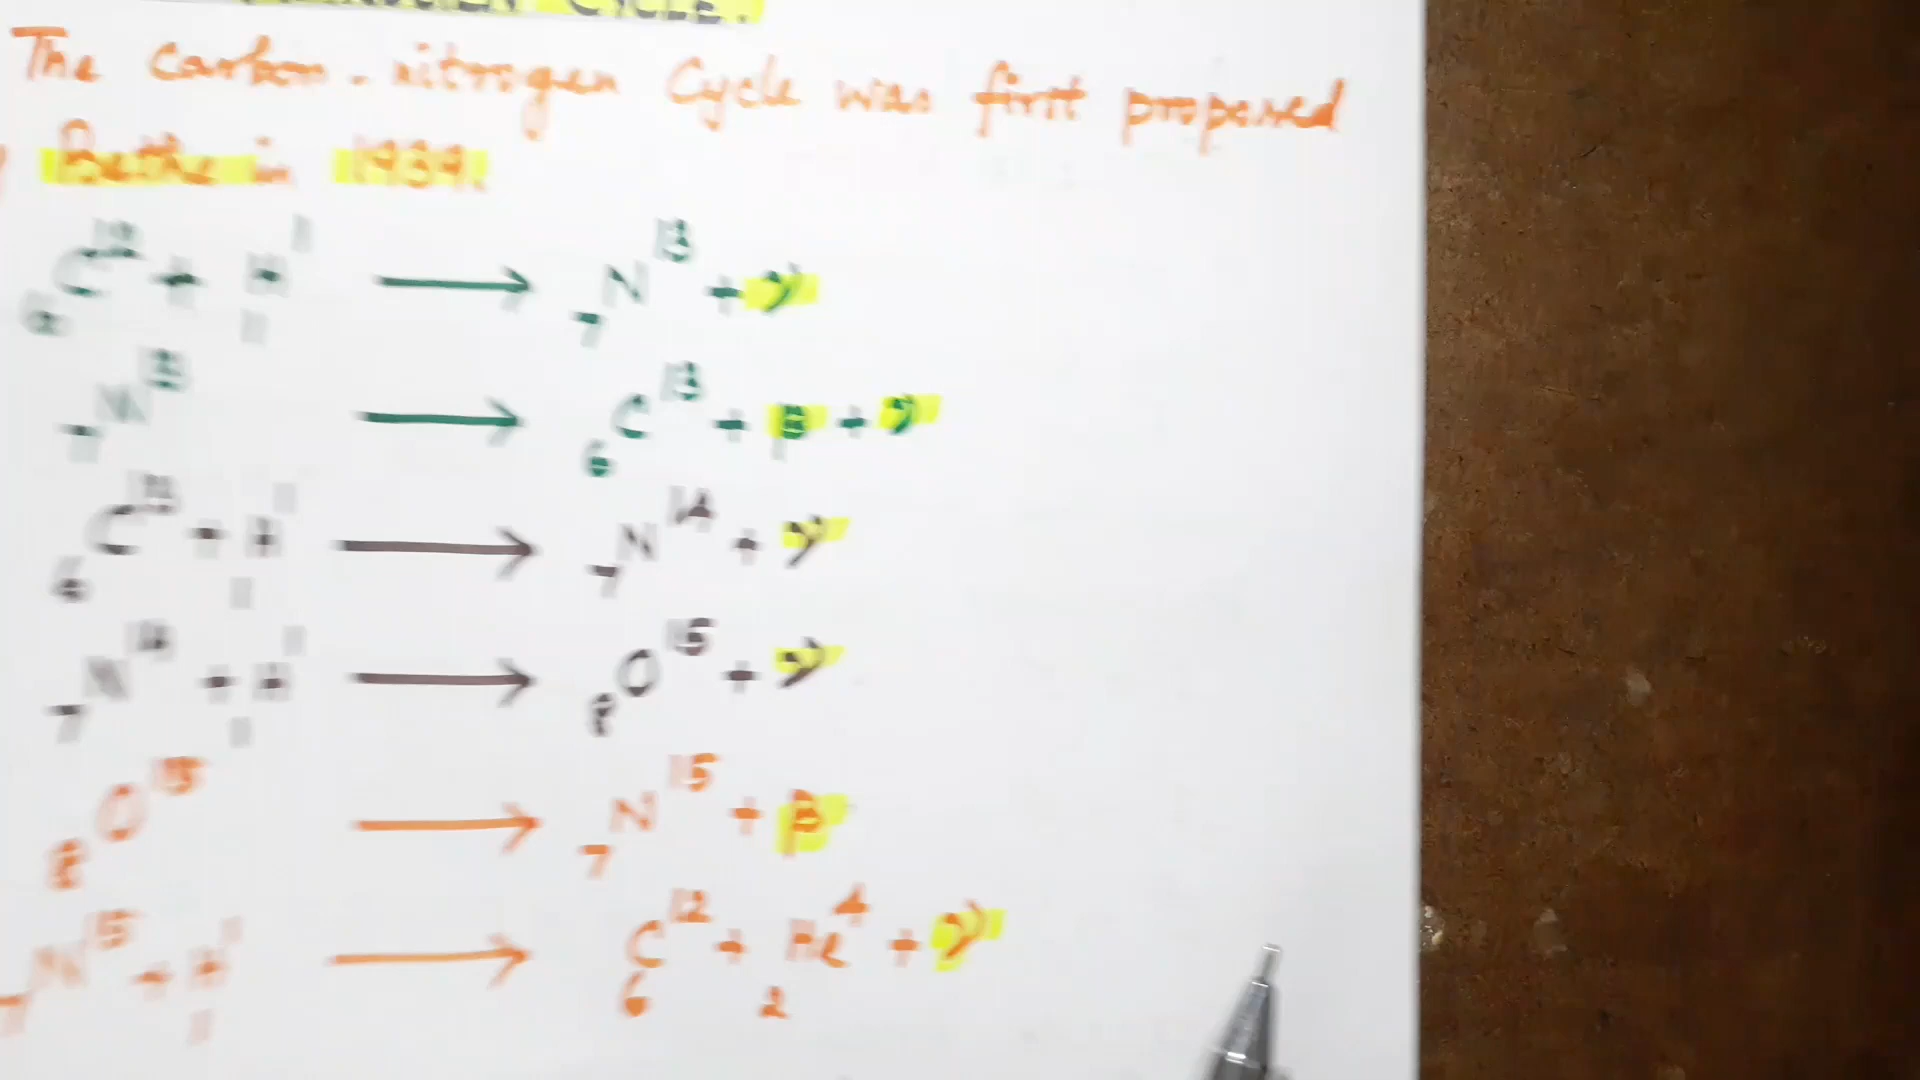 CYCLE.
The carbon-nitrogen Cycle was first proposed
Bethe in 1939.
₆C¹² + ₁H¹ → ₇N¹³ + γ
₇N¹³ → ₆C¹³ + β + γ
₆C¹³ + ₁H¹ → ₇N¹⁴ + γ
₇N¹⁴ + ₁H¹ → ₈O¹⁵ + γ
₈O¹⁵ → ₇N¹⁵ + β
₇N¹⁵ + ₁H¹ → ₆C¹² + ₂He⁴ + γ